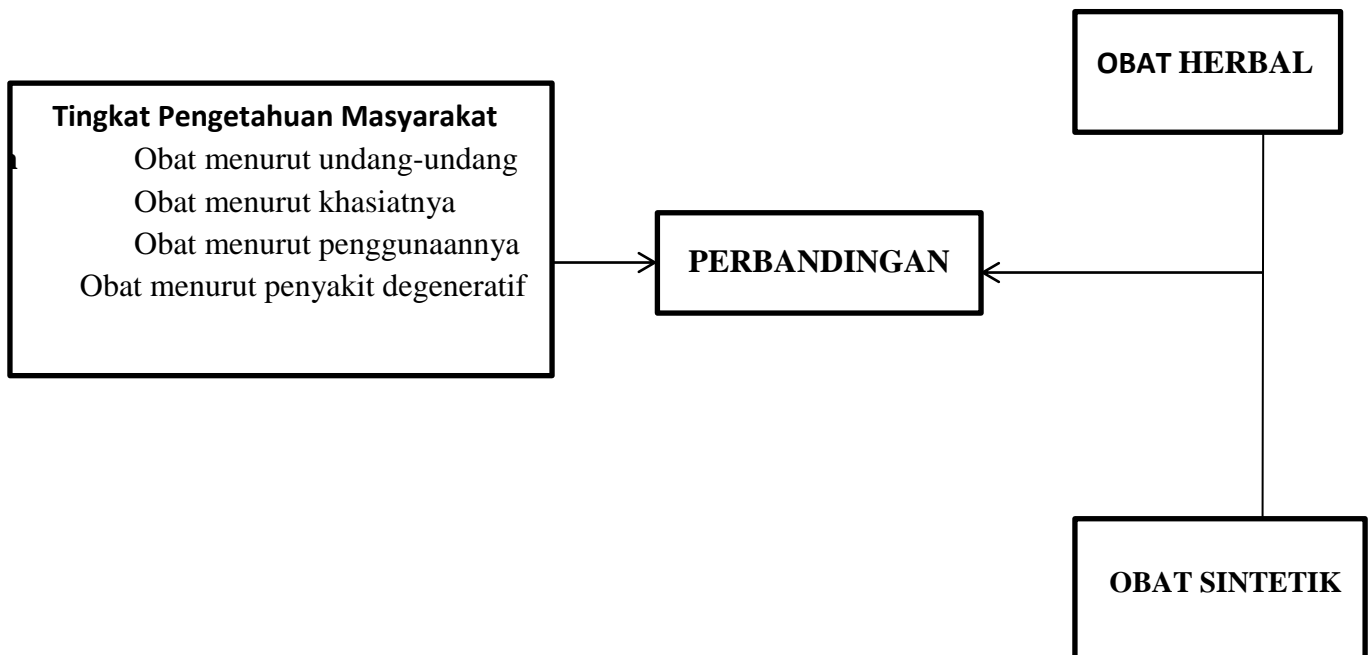 OBAT HERBAL
Tingkat Pengetahuan Masyarakat
Obat menurut undang-undang
Obat menurut khasiatnya
Obat menurut penggunaannya
Obat menurut penyakit degeneratif
PERBANDINGAN
OBAT SINTETIK